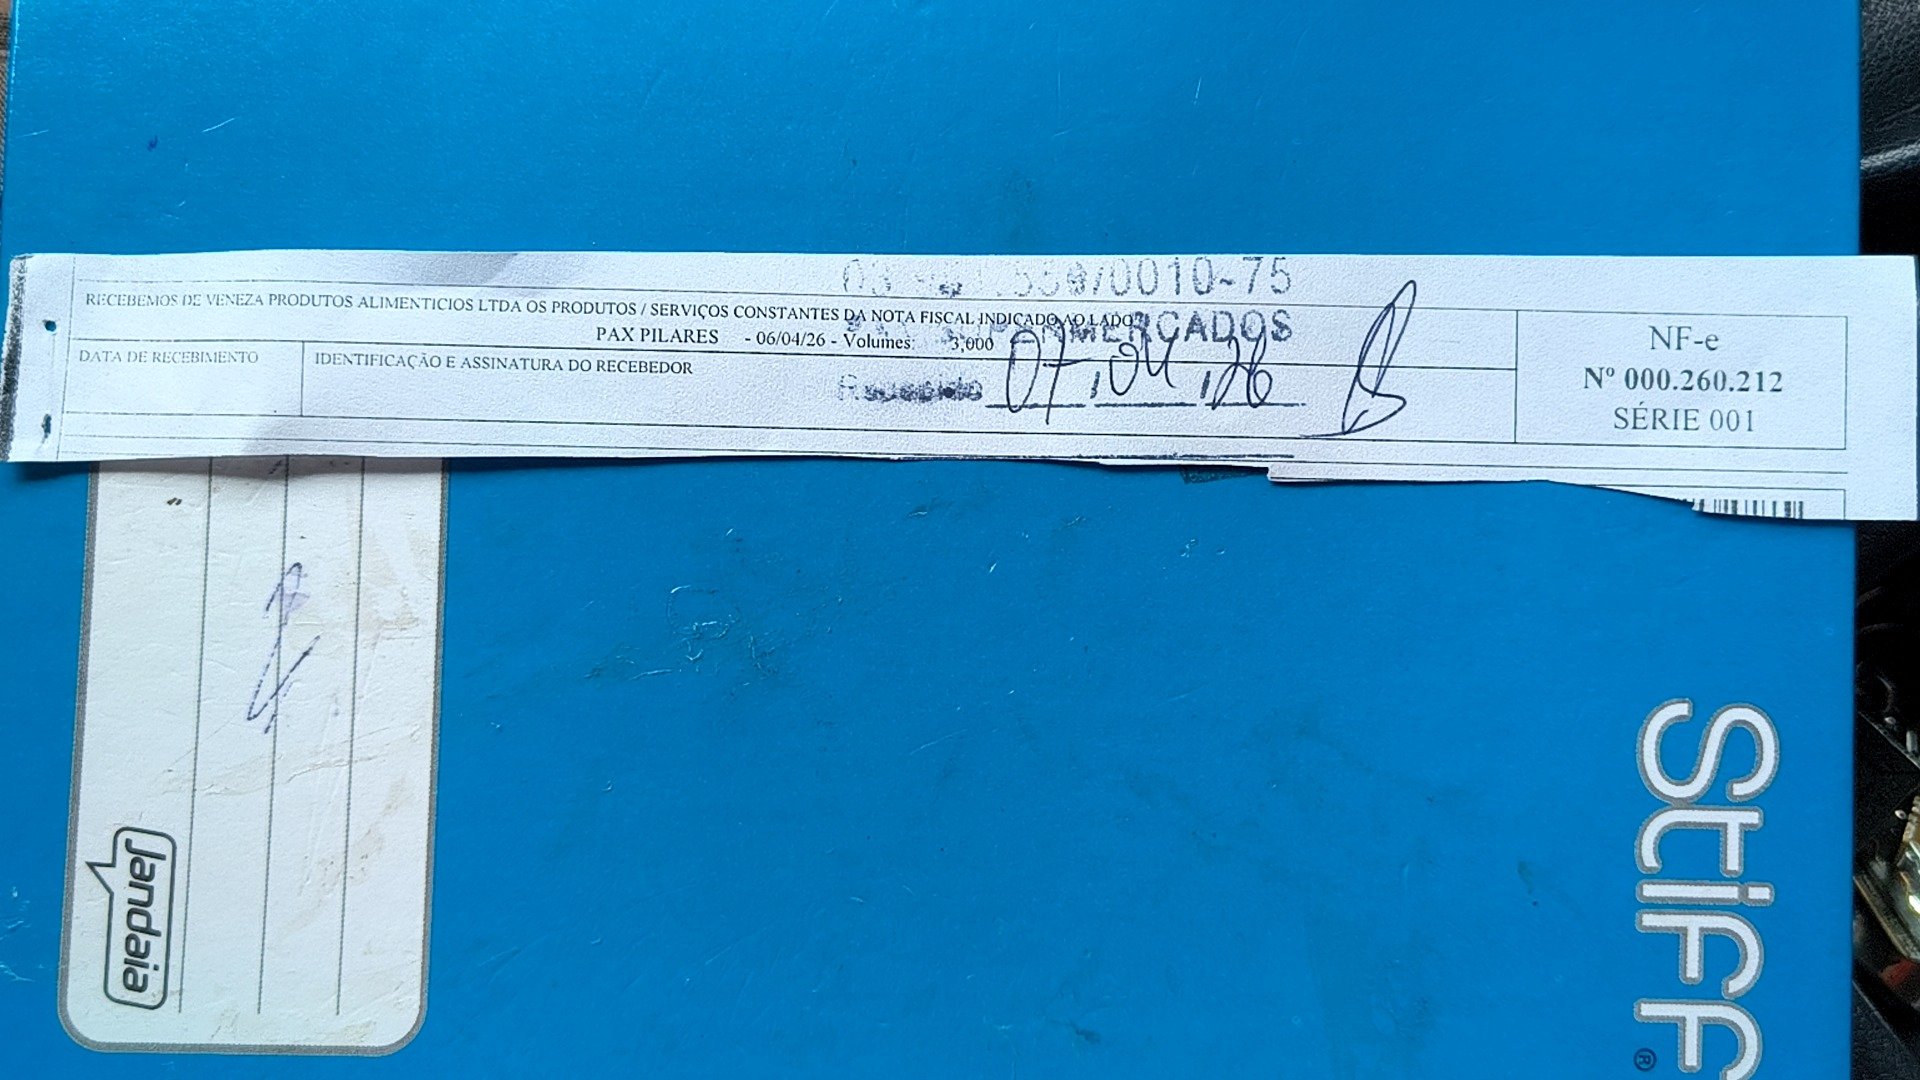 /0010-75
RECEBEMOS DE VENEZA PRODUTOS ALIMENTICIOS LTDA OS PRODUTOS / SERVIÇOS CONSTANTES DA NOTA FISCAL INDICADO AO LADO
PAX PILARES - 06/04/26 - Volumes: 3,000
DATA DE RECEBIMENTO
IDENTIFICAÇÃO E ASSINATURA DO RECEBEDOR
Recebido 07/04/26
NF-e
Nº 000.260.212
SÉRIE 001
Jandaia
Stiff®